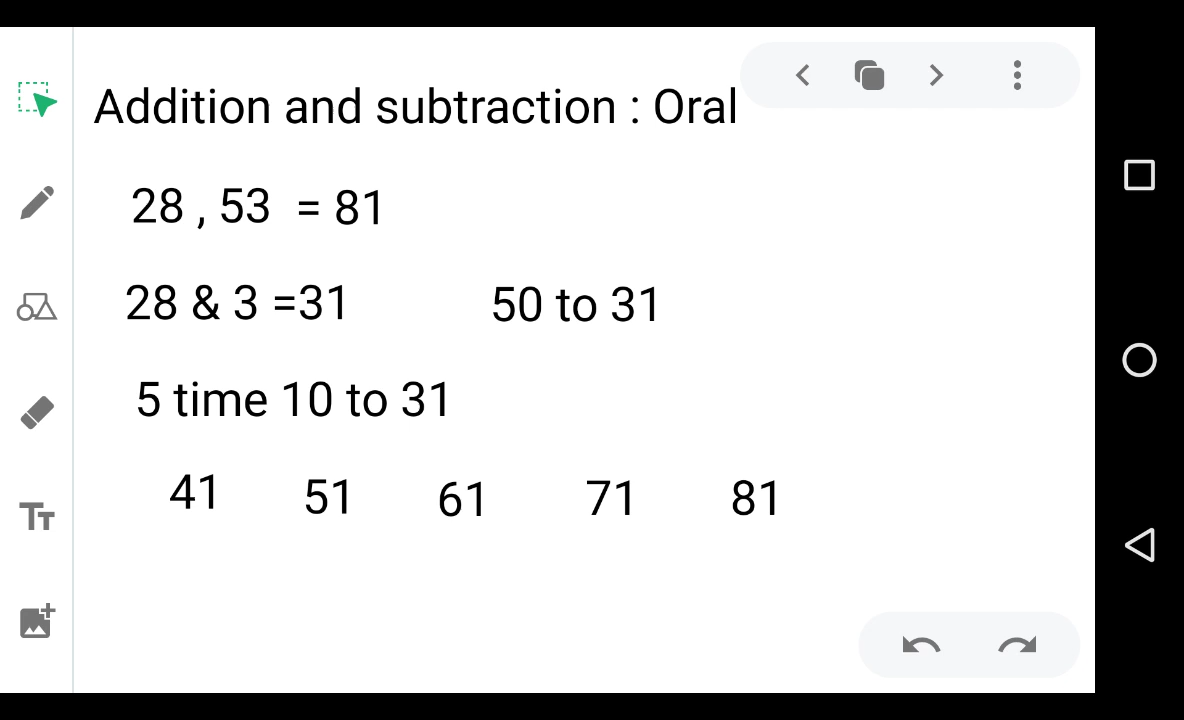 Addition and subtraction : Oral
28 , 53 = 81
28 & 3 =31 50 to 31
5 time 10 to 31
41 51 61 71 81
Tт